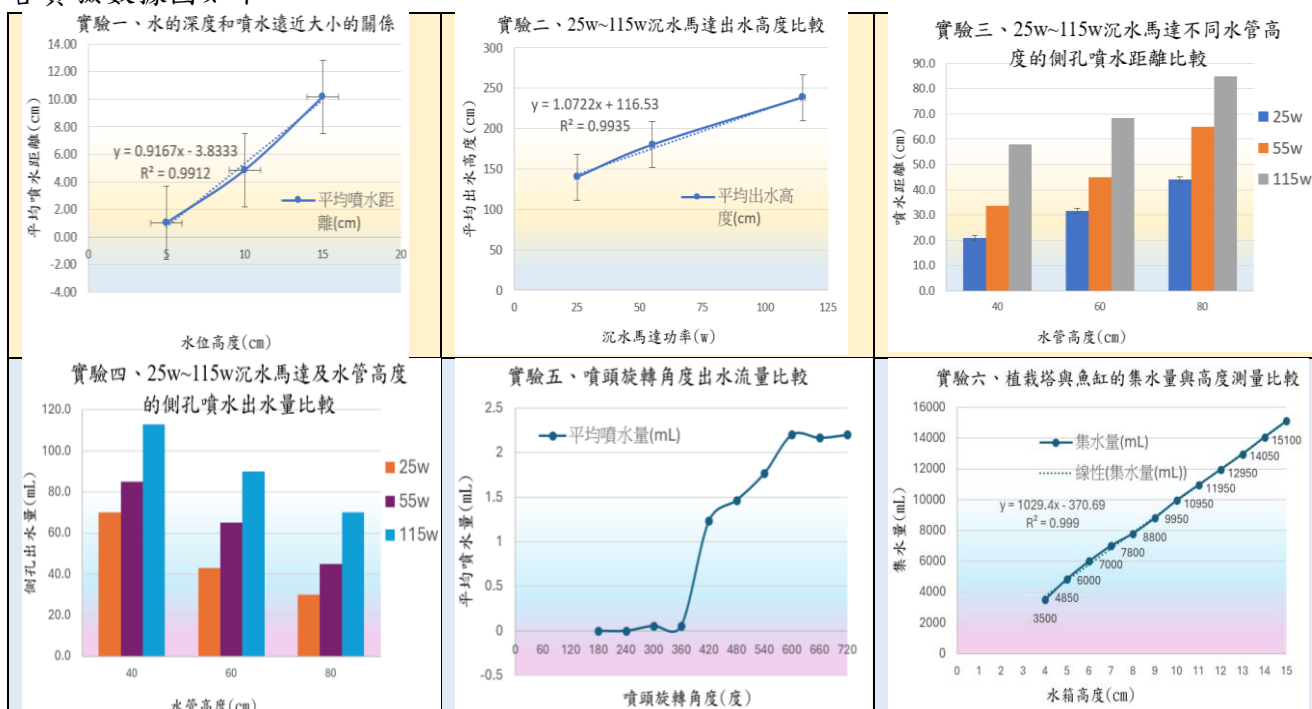 實驗一、水的深度和噴水遠近大小的關係
14.00
12.00
10.00
8.00
6.00
4.00
2.00
0.00
-2.00
-4.00
平均噴水距離(cm)
y = 0.9167x - 3.8333
R² = 0.9912
平均噴水距
離(cm)
0
5
10
15
20
水位高度(cm)
實驗二、25w~115w沉水馬達出水高度比較
300
250
200
150
100
50
0
平均出水高度(cm)
y = 1.0722x + 116.53
R² = 0.9935
平均出水高
度(cm)
0
25
50
75
100
125
沉水馬達功率(w)
實驗三、25w~115w沉水馬達不同水管高
度的側孔噴水距離比較
90.0
80.0
70.0
60.0
50.0
40.0
30.0
20.0
10.0
0.0
噴水距離(cm)
25w
55w
115w
40
60
80
水管高度(cm)
實驗四、25w~115w沉水馬達及水管高度
的側孔噴水出水量比較
120.0
100.0
80.0
60.0
40.0
20.0
0.0
側孔出水量(mL)
25w
55w
115w
40
60
80
水管高度(cm)
實驗五、噴頭旋轉角度出水流量比較
2.5
2
1.5
1
0.5
0
-0.5
平均噴水量(mL)
平均噴水量(mL)
0 60 120 180 240 300 360 420 480 540 600 660 720
噴頭旋轉角度(度)
實驗六、植栽塔與魚缸的集水量與高度測量比較
16000
14000
12000
10000
8000
6000
4000
2000
0
集水量(mL)
集水量(mL)
線性(集水量(mL))
y = 1029.4x - 370.69
R² = 0.999
3500
4850
6000
7000
7800
8800
9950
10950
11950
12950
14050
15100
0 1 2 3 4 5 6 7 8 9 10 11 12 13 14 15
水箱高度(cm)